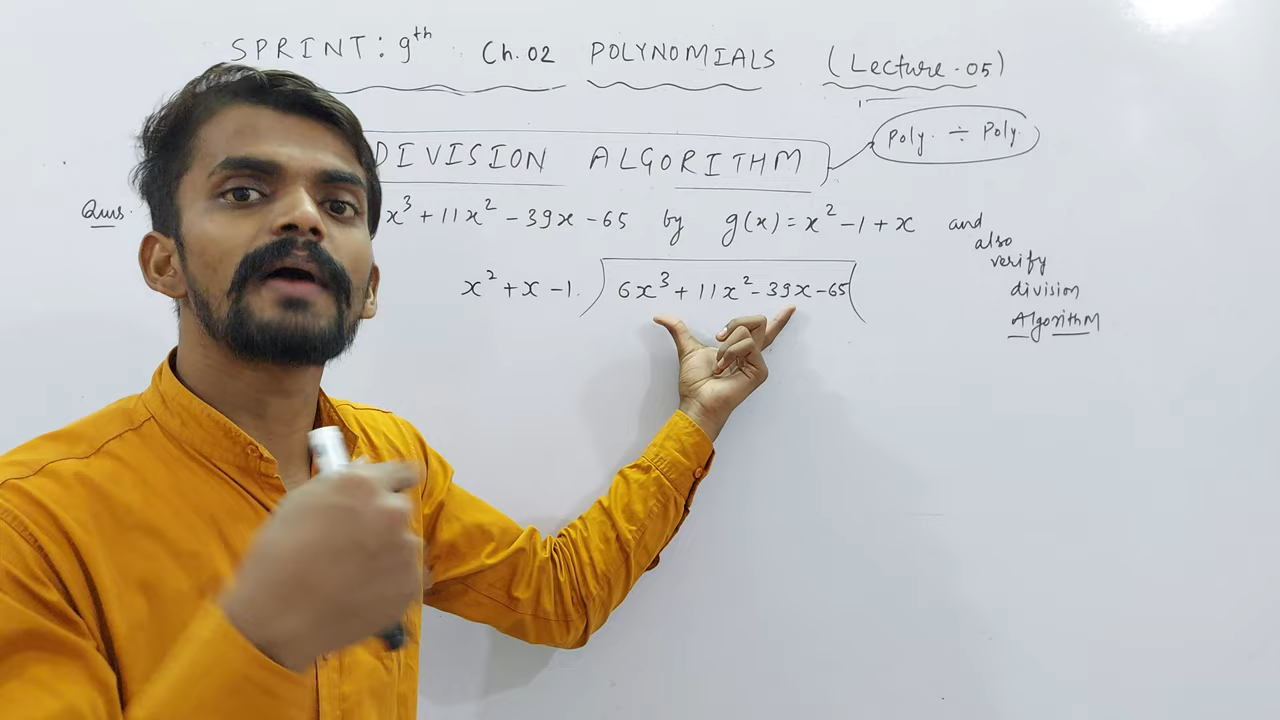 SPRINT: 9th Ch. 02 POLYNOMIALS (Lecture-05)
Poly. ÷ Poly.
DIVISION ALGORITHM
Qus. x³ + 11x² - 39x - 65 by g(x) = x² - 1 + x and also verify division Algorithm
x² + x - 1. ) 6x³ + 11x² - 39x - 65 (